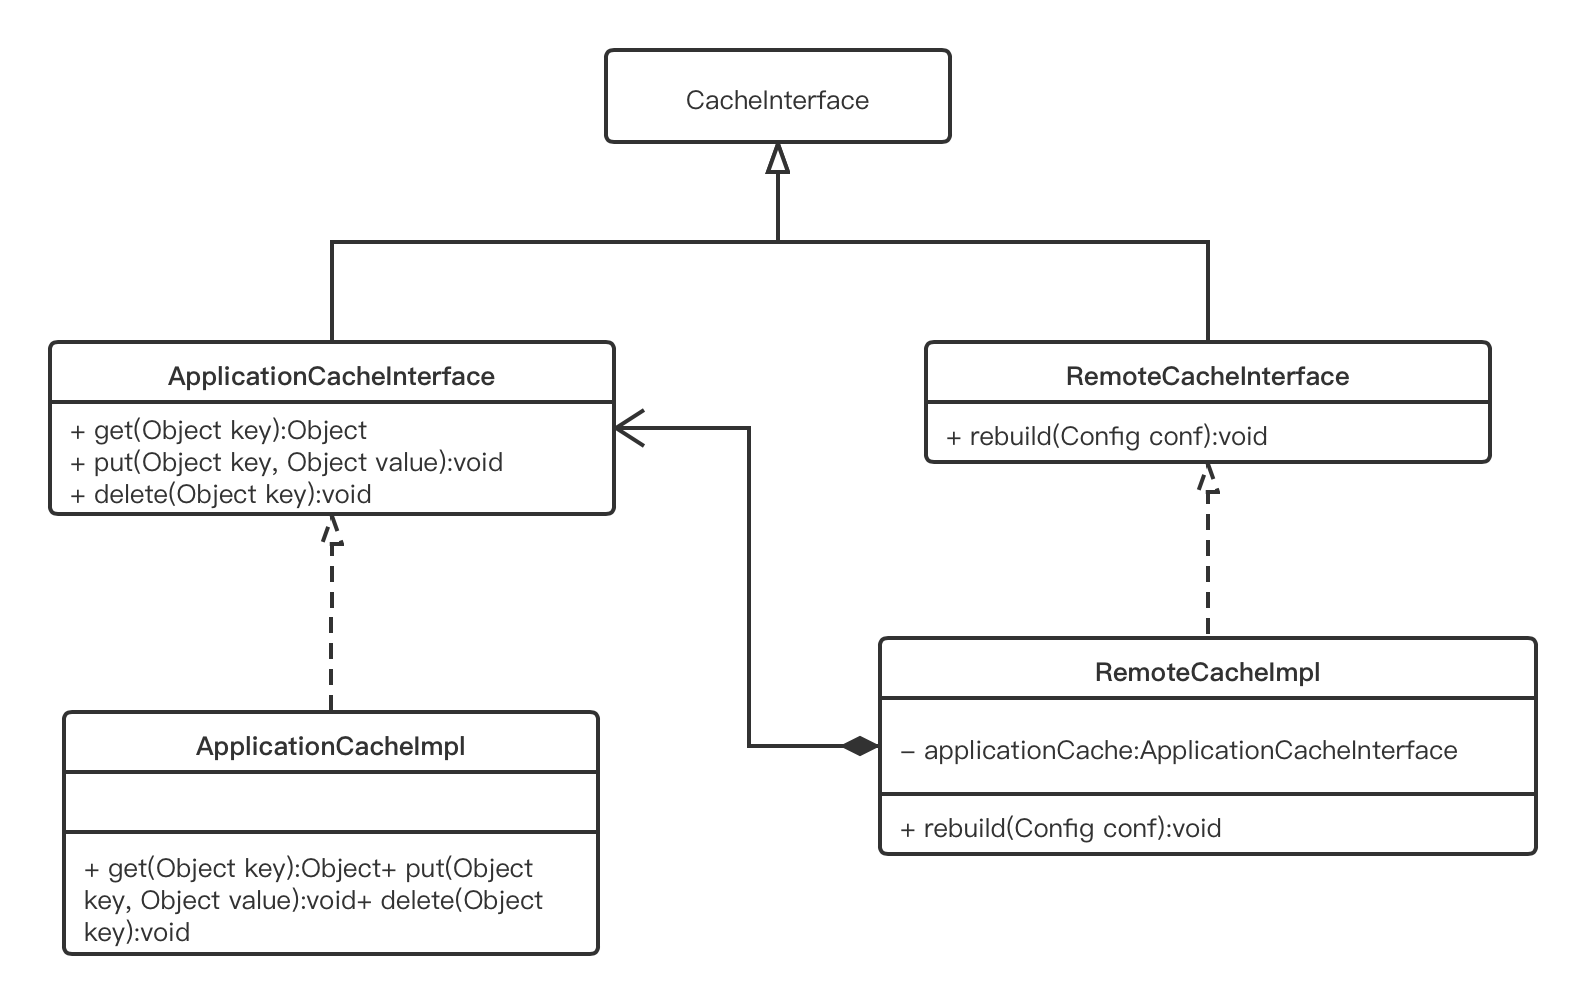 CacheInterface
ApplicationCacheInterface
+ get(Object key):Object
+ put(Object key, Object value):void
+ delete(Object key):void
RemoteCacheInterface
+ rebuild(Config conf):void
ApplicationCacheImpl
+ get(Object key):Object+ put(Object
key, Object value):void+ delete(Object
key):void
RemoteCacheImpl
– applicationCache:ApplicationCacheInterface
+ rebuild(Config conf):void